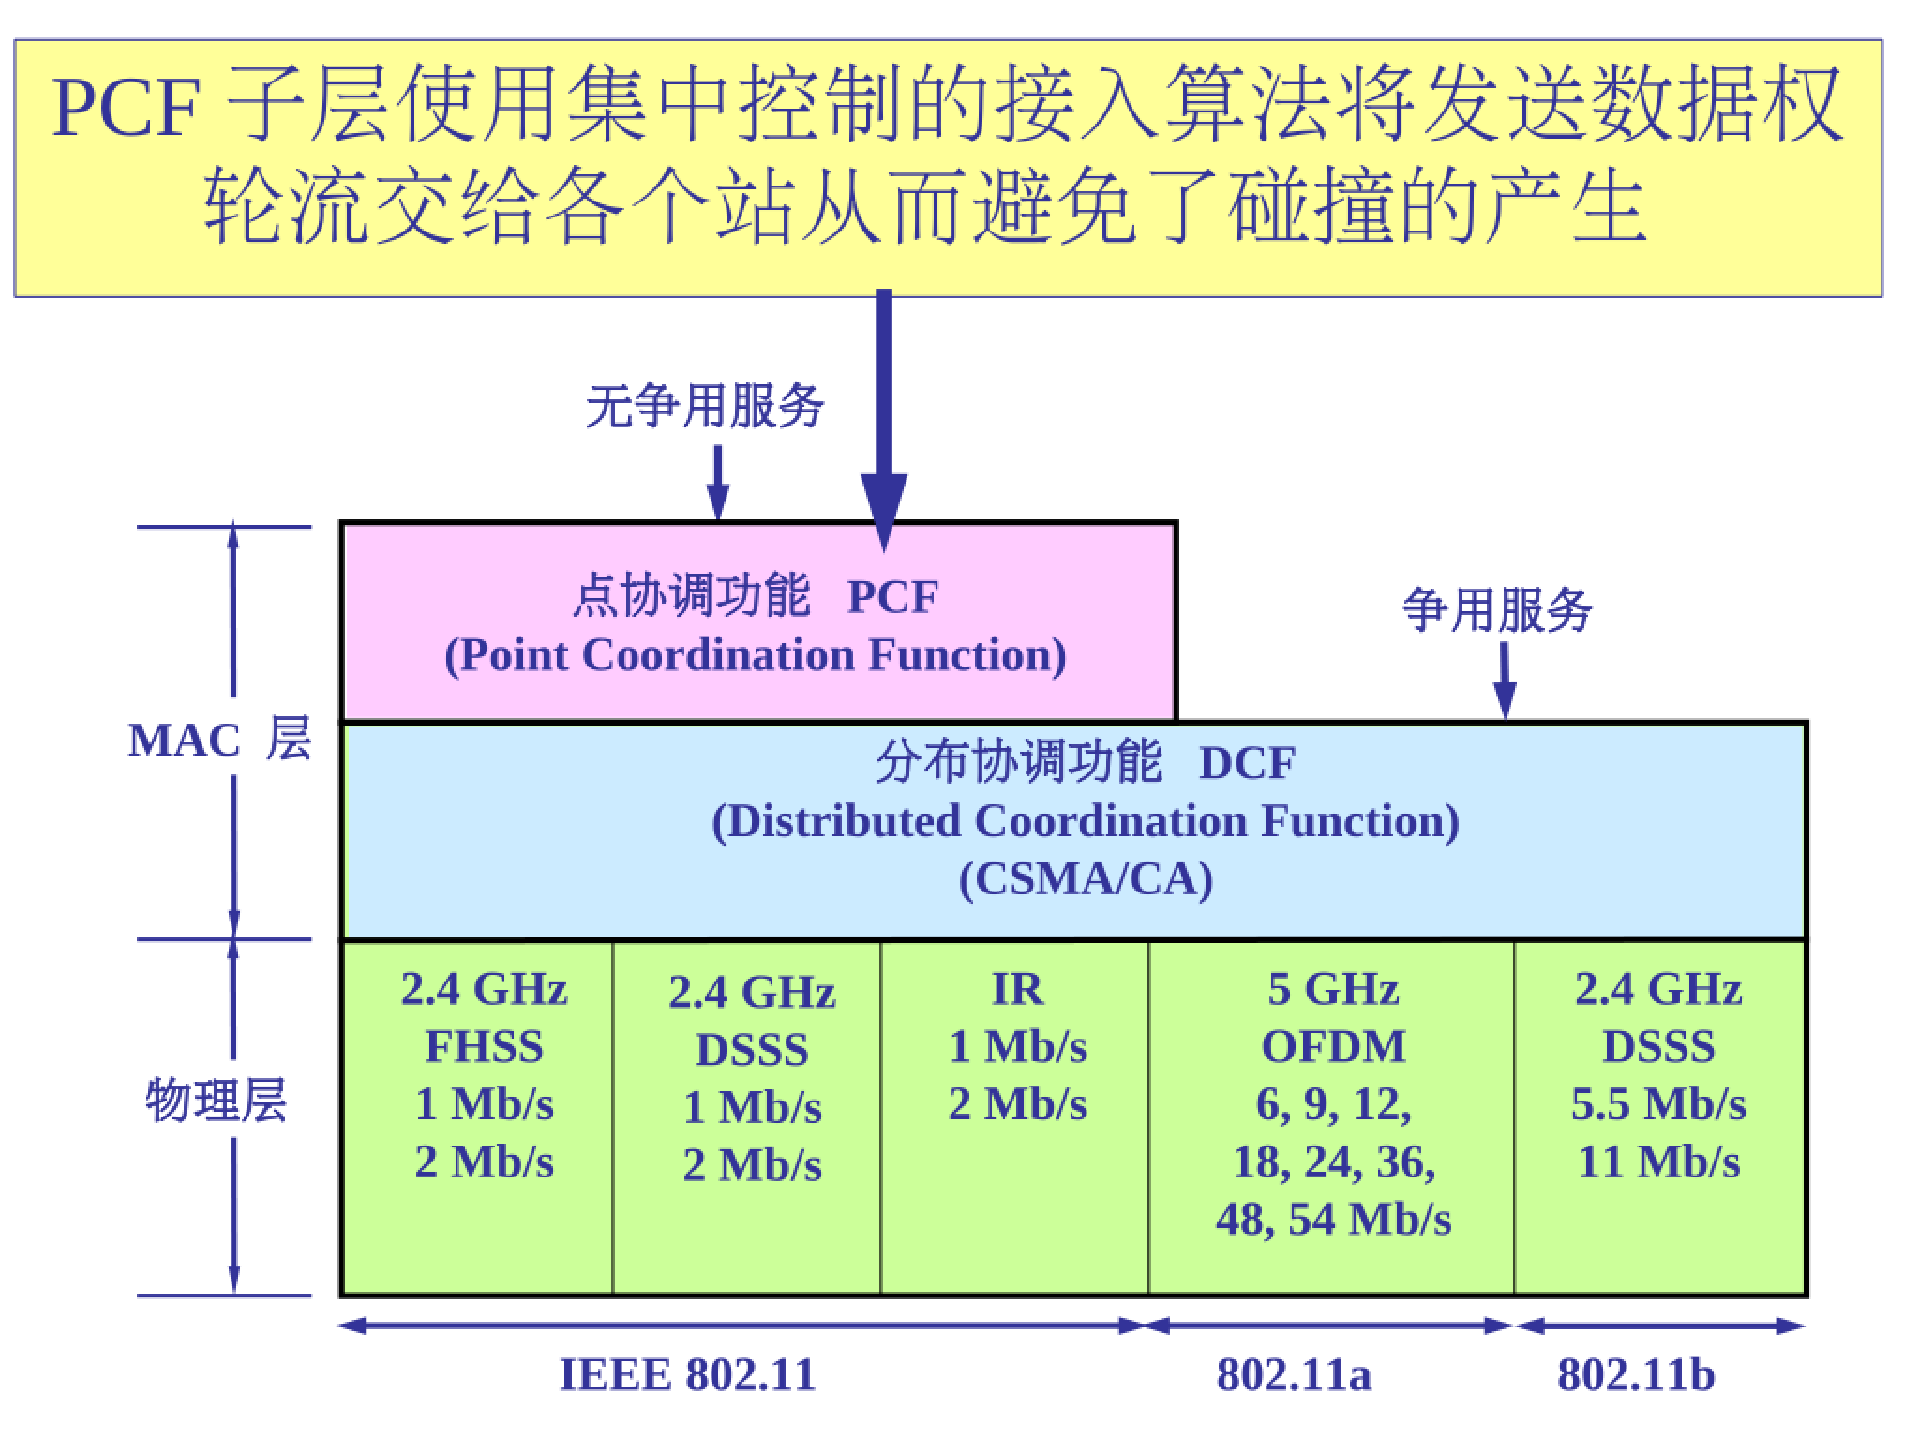 PCF 子层使用集中控制的接入算法将发送数据权
轮流交给各个站从而避免了碰撞的产生
无争用服务
点协调功能 PCF
(Point Coordination Function)
争用服务
MAC 层
分布协调功能 DCF
(Distributed Coordination Function)
(CSMA/CA)
物理层
2.4 GHz
FHSS
1 Mb/s
2 Mb/s
2.4 GHz
DSSS
1 Mb/s
2 Mb/s
IR
1 Mb/s
2 Mb/s
5 GHz
OFDM
6, 9, 12,
18, 24, 36,
48, 54 Mb/s
2.4 GHz
DSSS
5.5 Mb/s
11 Mb/s
IEEE 802.11
802.11a
802.11b